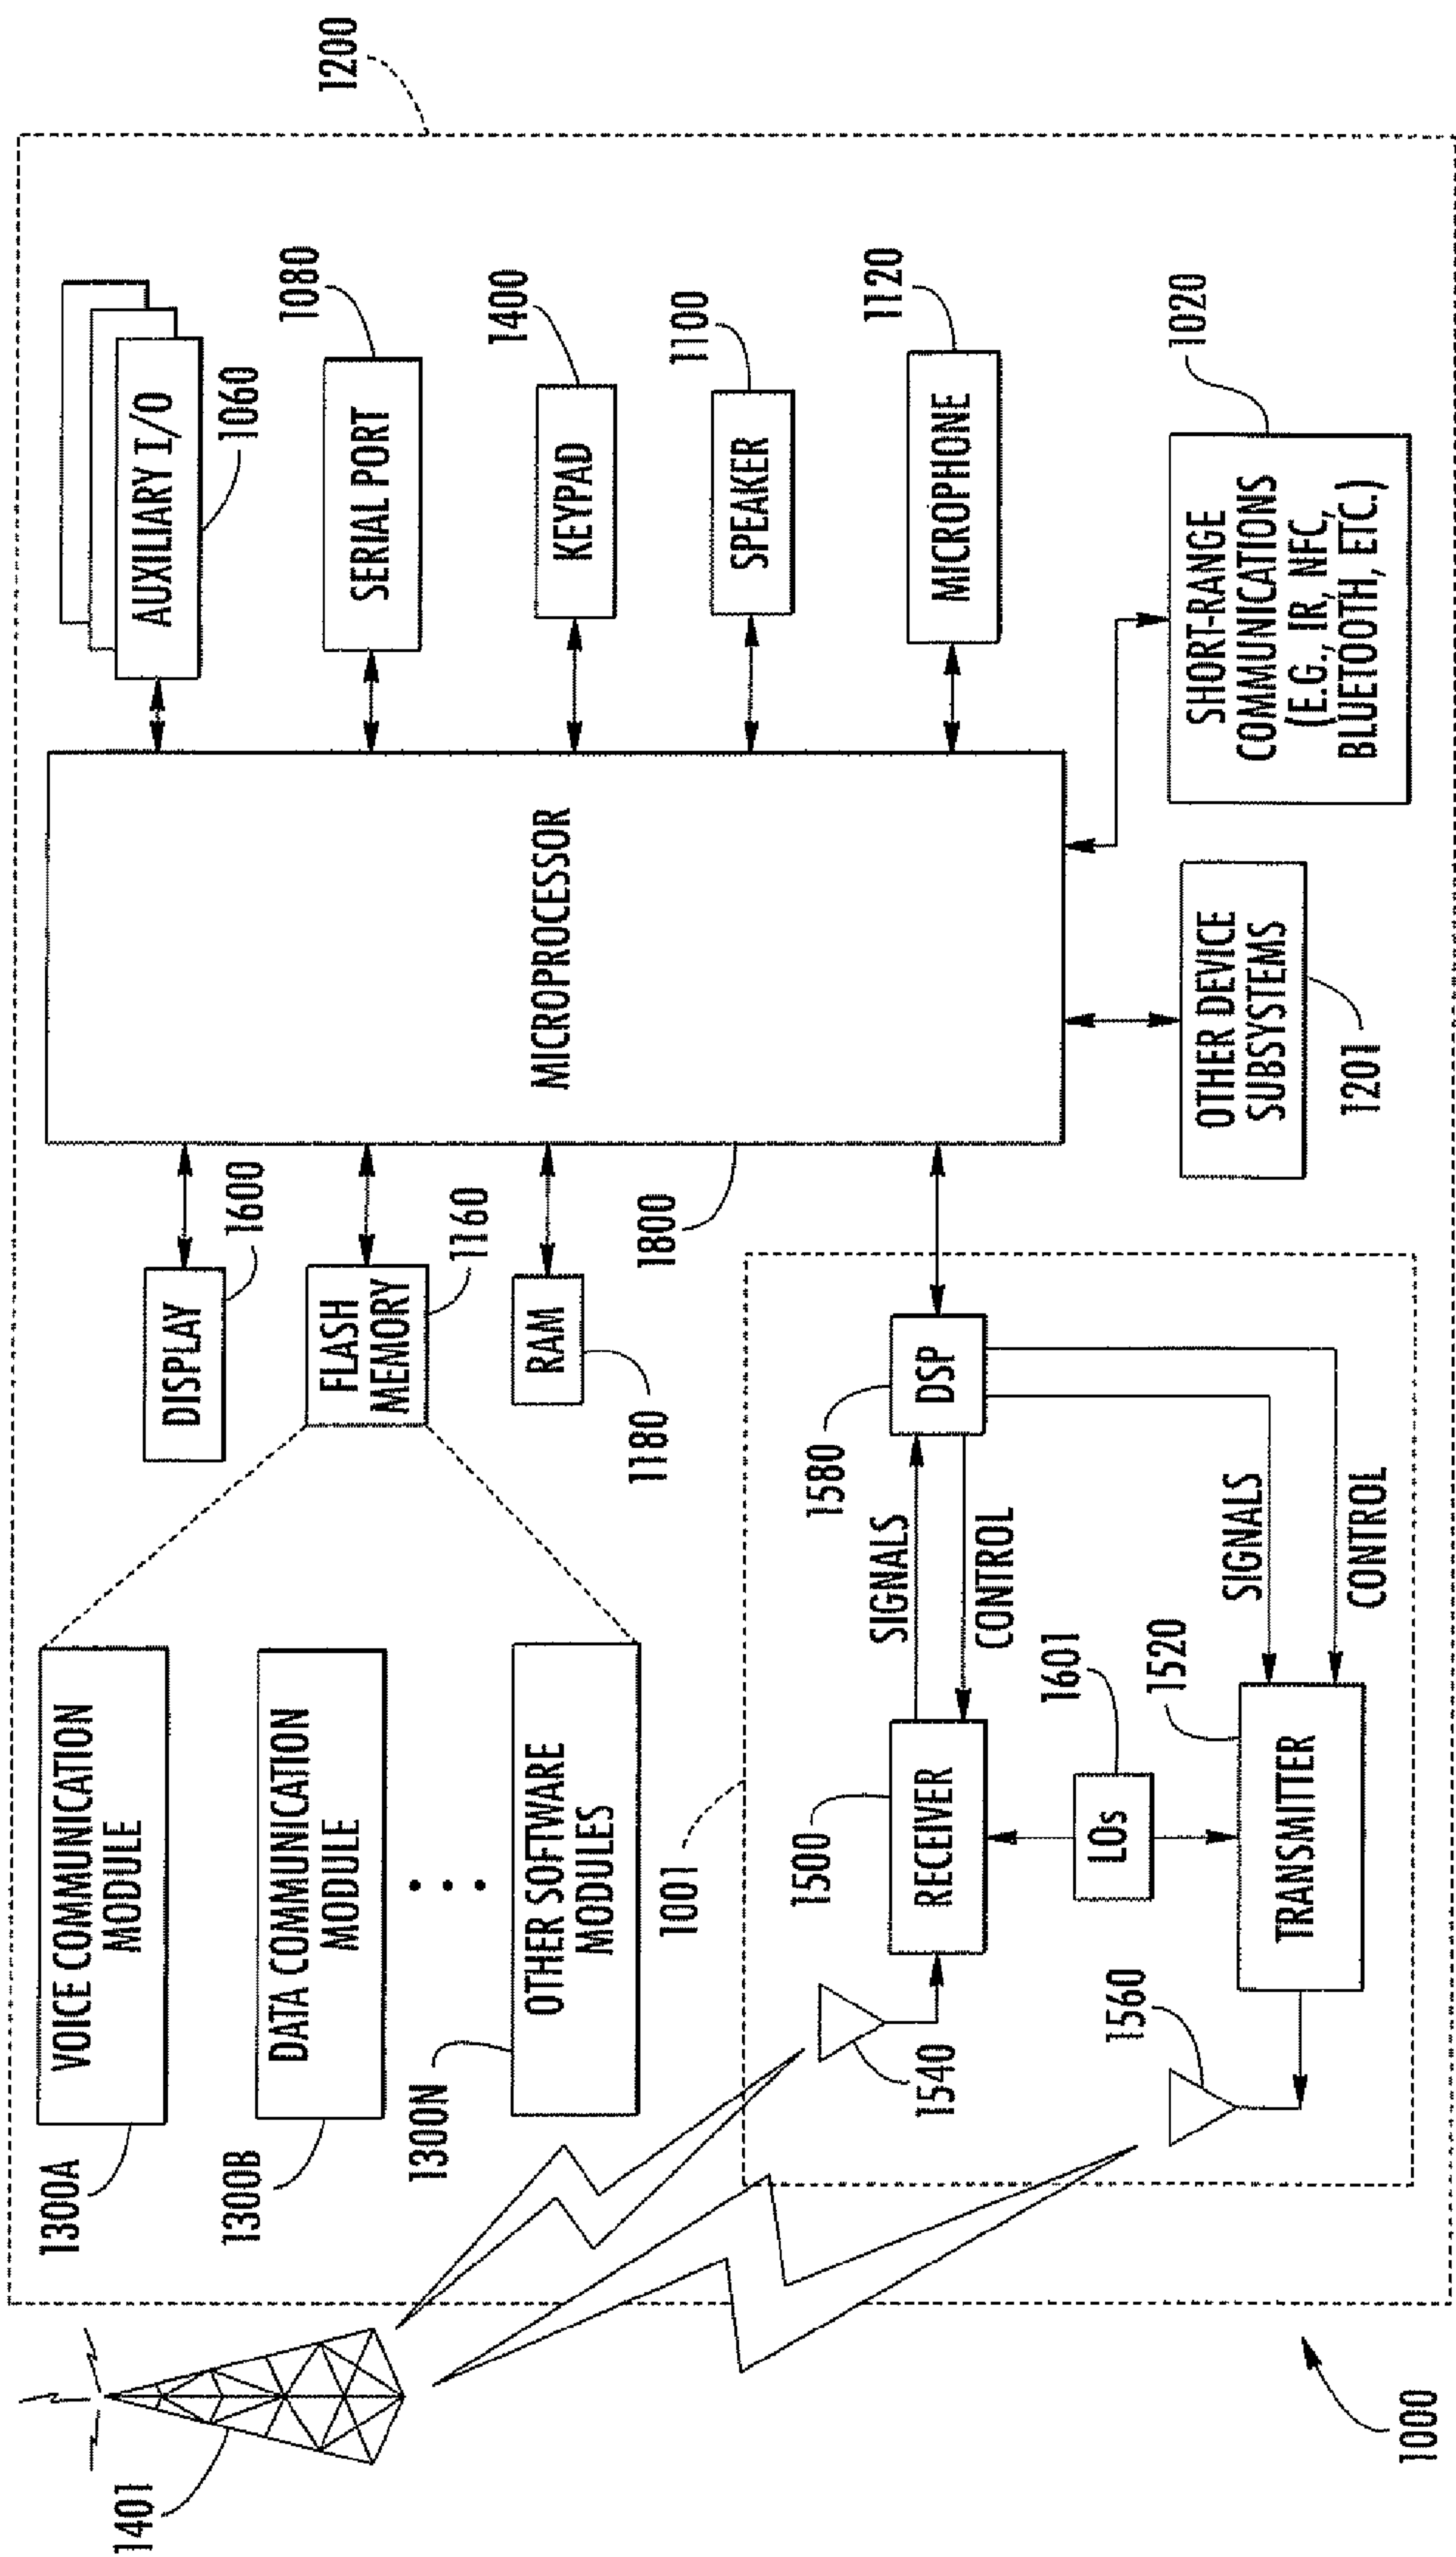 1401
1300A
VOICE COMMUNICATION
MODULE
1300B
DATA COMMUNICATION
MODULE
1300N
OTHER SOFTWARE
MODULES
DISPLAY
1600
FLASH
MEMORY
1160
RAM
1180
MICROPROCESSOR
1800
AUXILIARY I/O
1060
SERIAL PORT
1080
KEYPAD
1400
SPEAKER
1100
MICROPHONE
1120
1200
SHORT-RANGE
COMMUNICATIONS
(E.G., IR, NFC,
BLUETOOTH, ETC.)
1020
OTHER DEVICE
SUBSYSTEMS
1201
1001
1540
1500
RECEIVER
SIGNALS
CONTROL
1580
DSP
LOs
1601
1560
TRANSMITTER
1520
SIGNALS
CONTROL
1000